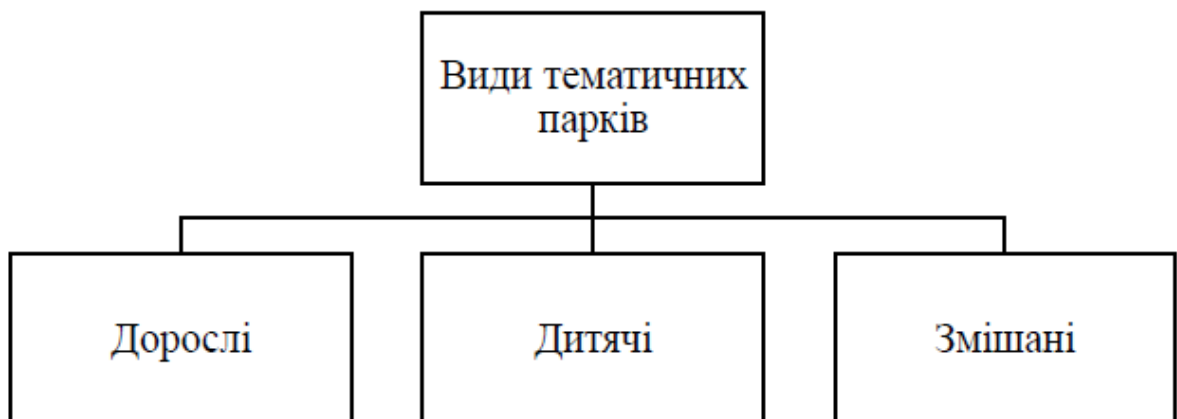 Види тематичних
парків
Дорослі
Дитячі
Змішані